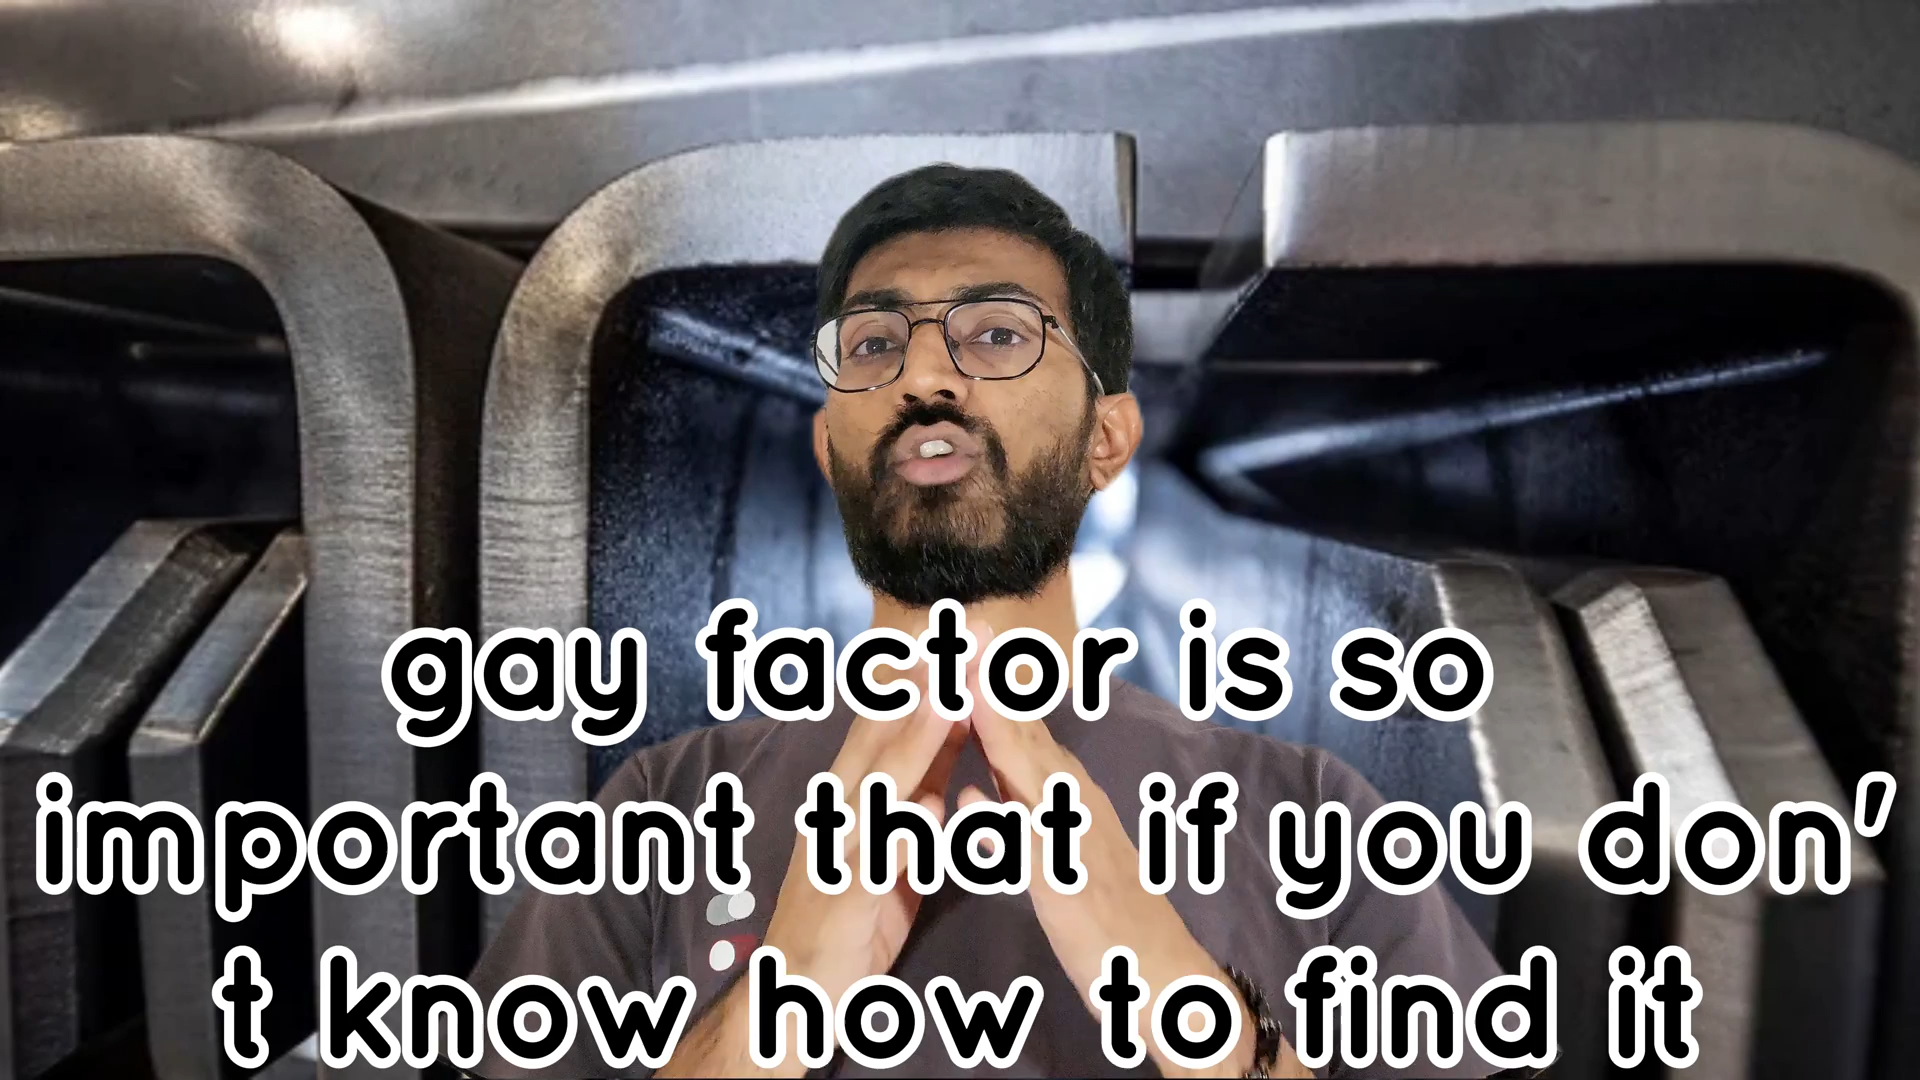 gay factor is so
important that if you don'
t know how to find it